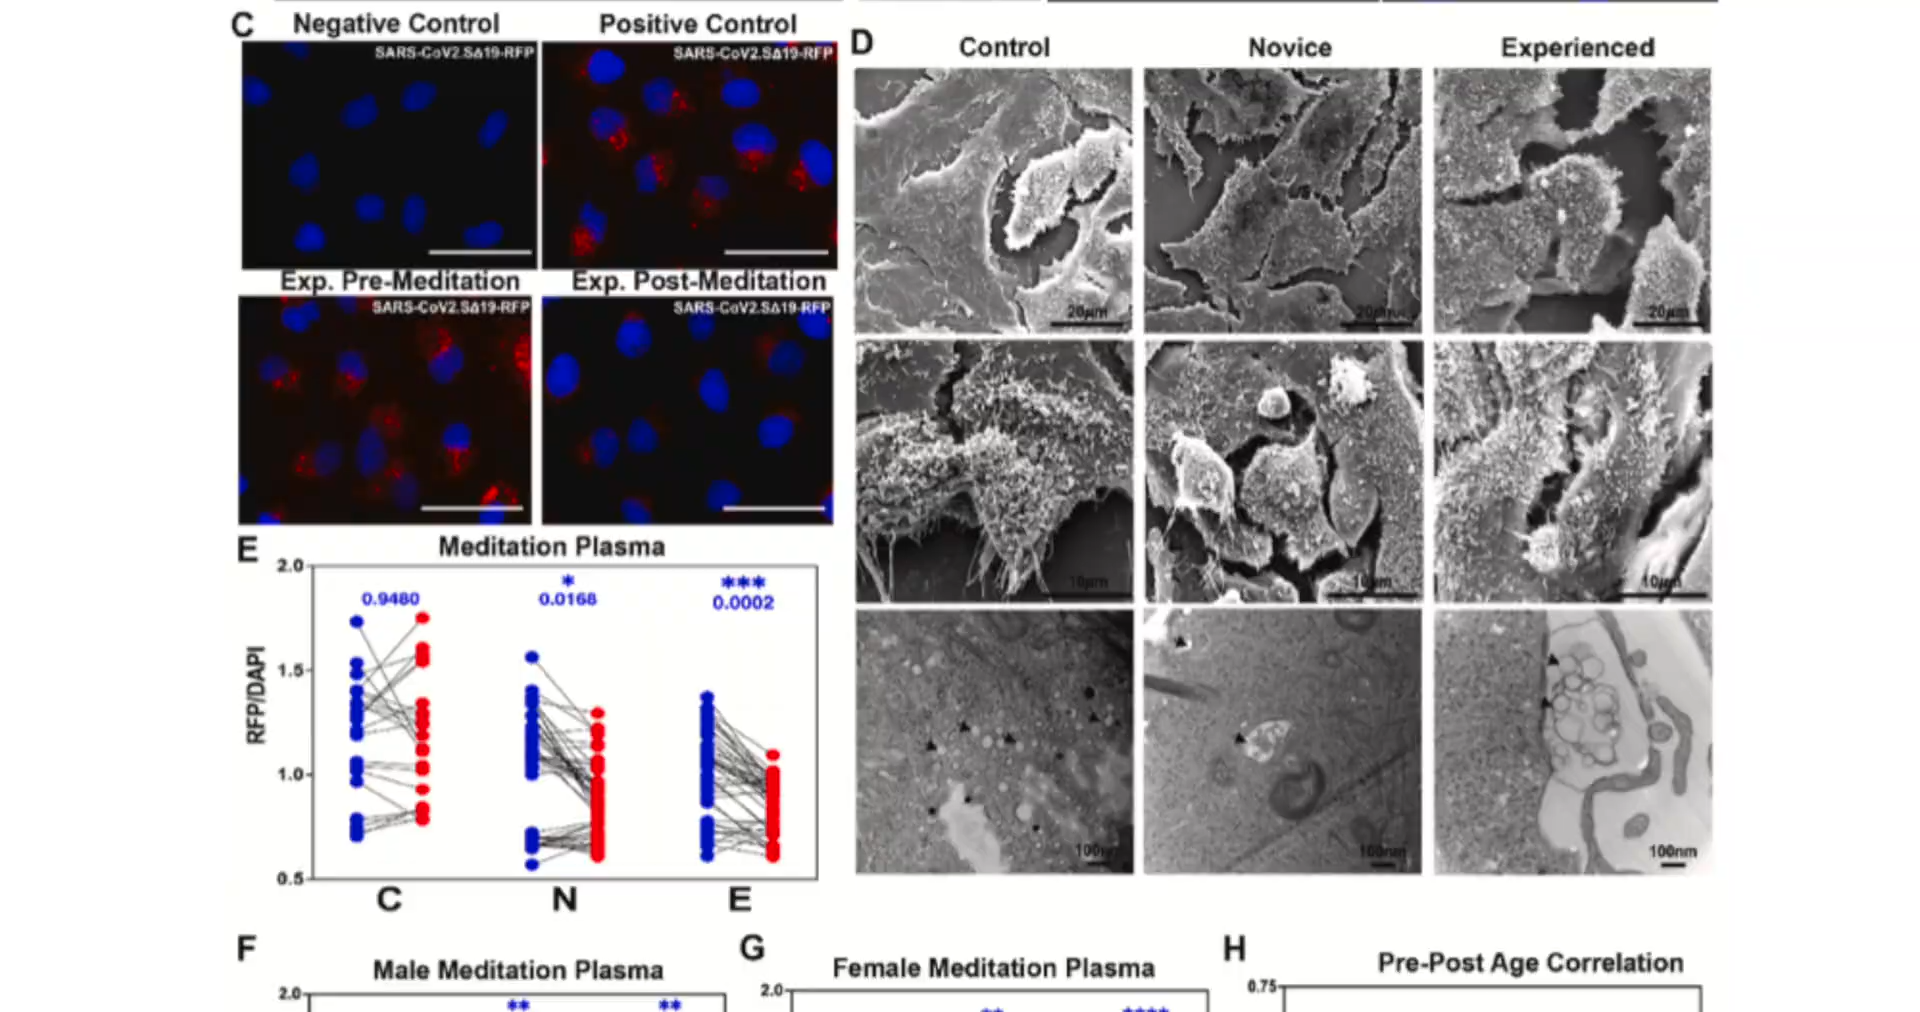 C
Negative Control
Positive Control
SARS-CoV2.SΔ19-RFP
SARS-CoV2.SΔ19-RFP
Exp. Pre-Meditation
Exp. Post-Meditation
SARS-CoV2.SΔ19-RFP
SARS-CoV2.SΔ19-RFP
D
Control
Novice
Experienced
20μm
20μm
20μm
10μm
10μm
10μm
100nm
100nm
100nm
E
Meditation Plasma
2.0
1.5
1.0
0.5
RFP/DAPI
0.9480
*
0.0168
***
0.0002
C
N
E
F
Male Meditation Plasma
2.0
**
**
G
Female Meditation Plasma
2.0
**
****
H
Pre-Post Age Correlation
0.75